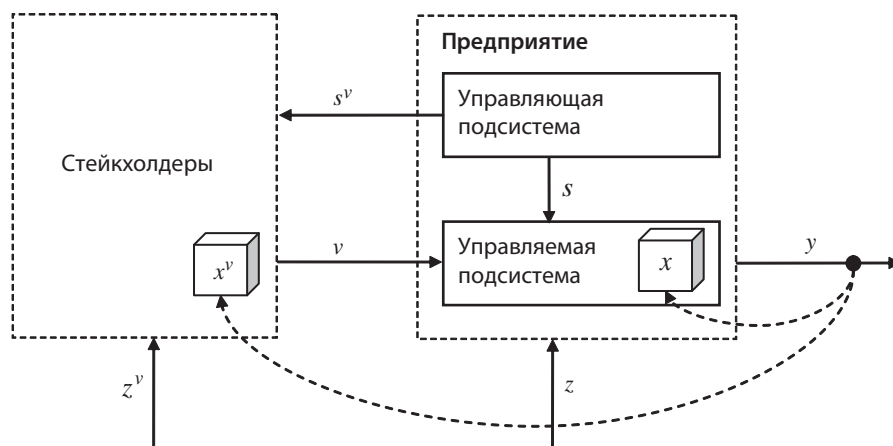 Предприятие
Управляющая
подсистема
s^v
Стейкхолдеры
s
v
Управляемая
подсистема
x
y
x^v
z^v
z